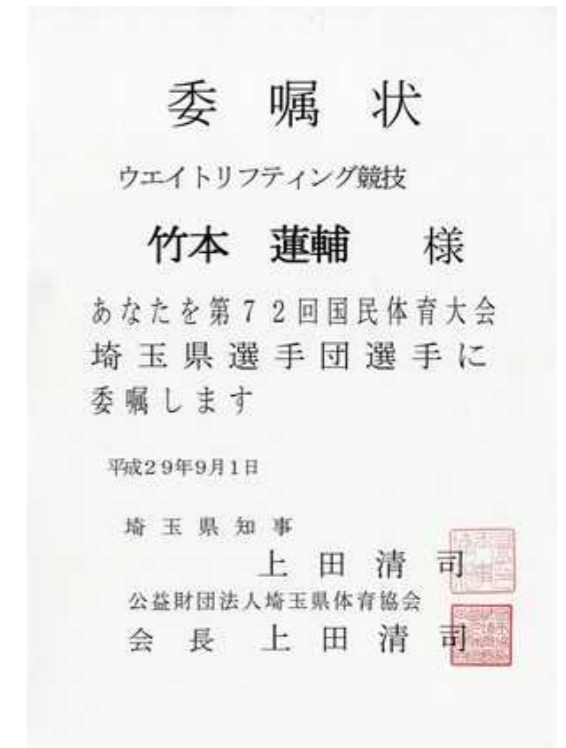 委嘱状
ウエイトリフティング競技
竹本 蓮輔 様
あなたを第72回国民体育大会
埼玉県選手団選手に
委嘱します
平成29年9月1日
埼玉県知事
上田清司
公益財団法人埼玉県体育協会
会長 上田清司